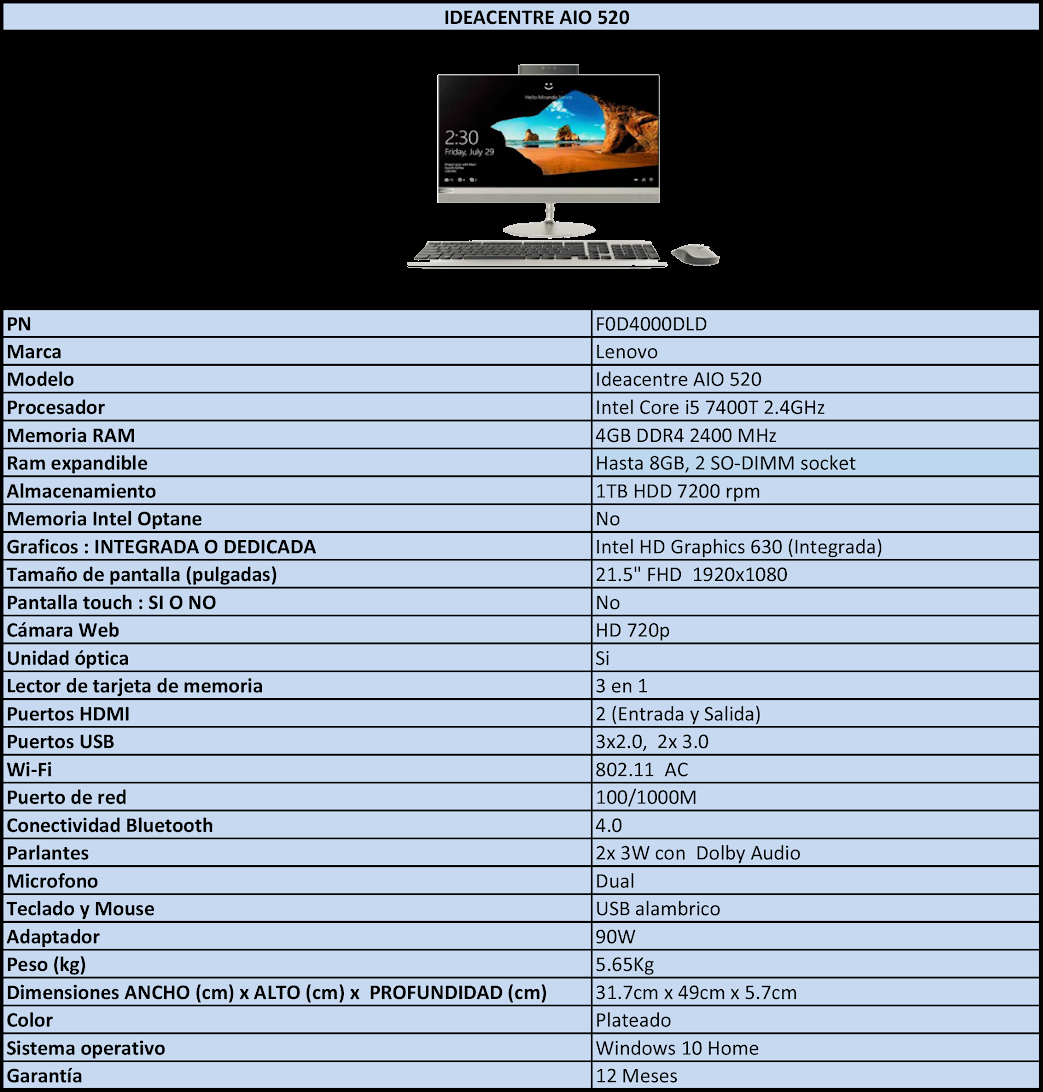 IDEACENTRE AIO 520
2:30
Friday, July 29
PN F0D4000DLD
Marca Lenovo
Modelo Ideacentre AIO 520
Procesador Intel Core i5 7400T 2.4GHz
Memoria RAM 4GB DDR4 2400 MHz
Ram expandible Hasta 8GB, 2 SO-DIMM socket
Almacenamiento 1TB HDD 7200 rpm
Memoria Intel Optane No
Graficos : INTEGRADA O DEDICADA Intel HD Graphics 630 (Integrada)
Tamaño de pantalla (pulgadas) 21.5" FHD 1920x1080
Pantalla touch : SI O NO No
Cámara Web HD 720p
Unidad óptica Si
Lector de tarjeta de memoria 3 en 1
Puertos HDMI 2 (Entrada y Salida)
Puertos USB 3x2.0, 2x 3.0
Wi-Fi 802.11 AC
Puerto de red 100/1000M
Conectividad Bluetooth 4.0
Parlantes 2x 3W con Dolby Audio
Microfono Dual
Teclado y Mouse USB alambrico
Adaptador 90W
Peso (kg) 5.65Kg
Dimensiones ANCHO (cm) x ALTO (cm) x PROFUNDIDAD (cm) 31.7cm x 49cm x 5.7cm
Color Plateado
Sistema operativo Windows 10 Home
Garantía 12 Meses